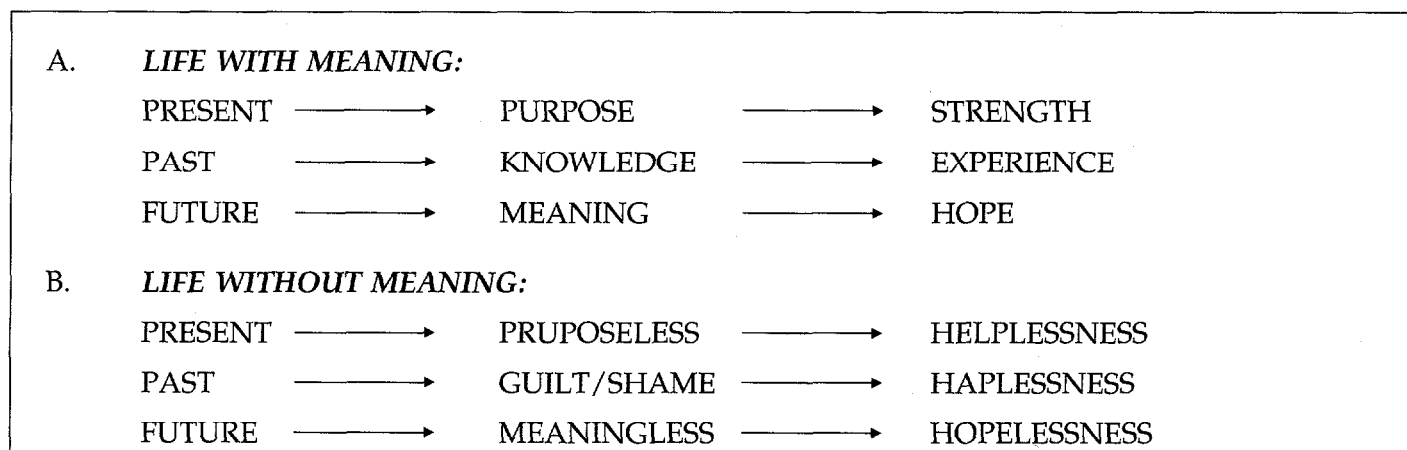 A. LIFE WITH MEANING:
PRESENT → PURPOSE → STRENGTH
PAST → KNOWLEDGE → EXPERIENCE
FUTURE → MEANING → HOPE
B. LIFE WITHOUT MEANING:
PRESENT → PRUPOSELESS → HELPLESSNESS
PAST → GUILT/SHAME → HAPLESSNESS
FUTURE → MEANINGLESS → HOPELESSNESS